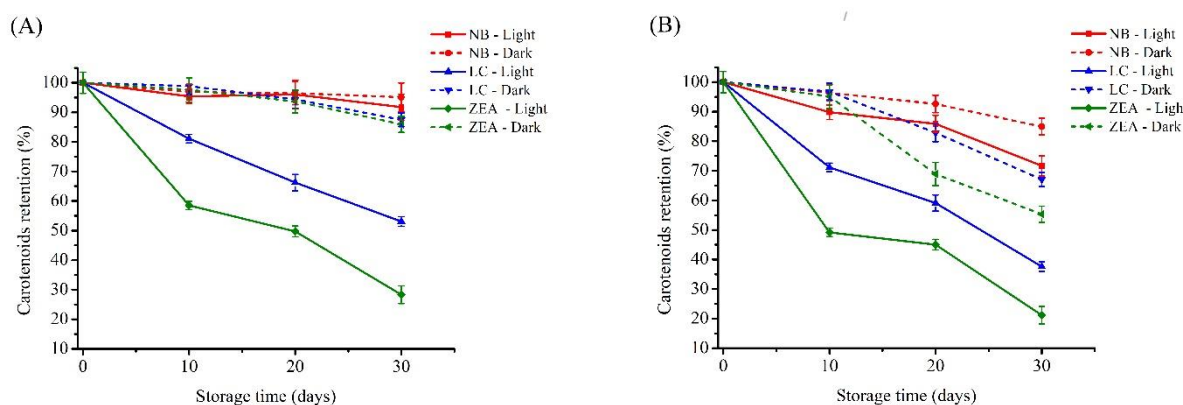 (A)
NB - Light
NB - Dark
LC - Light
LC - Dark
ZEA - Light
ZEA - Dark
100
90
80
70
60
50
40
30
20
10
Carotenoids retention (%)
0
10
20
30
Storage time (days)
(B)
NB - Light
NB - Dark
LC - Light
LC - Dark
ZEA - Light
ZEA - Dark
100
90
80
70
60
50
40
30
20
10
Carotenoids retention (%)
0
10
20
30
Storage time (days)